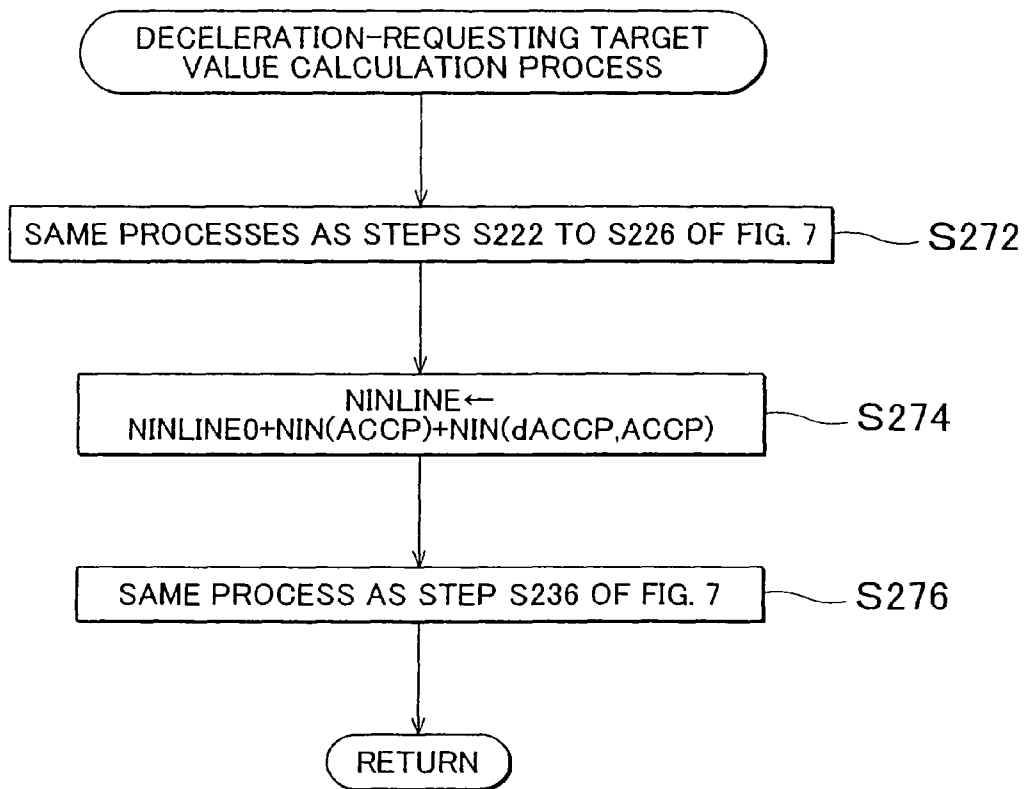 DECELERATION-REQUESTING TARGET
VALUE CALCULATION PROCESS
SAME PROCESSES AS STEPS S222 TO S226 OF FIG. 7
S272
NINLINE←
NINLINE0+NIN(ACCP)+NIN(dACCP,ACCP)
S274
SAME PROCESS AS STEP S236 OF FIG. 7
S276
RETURN